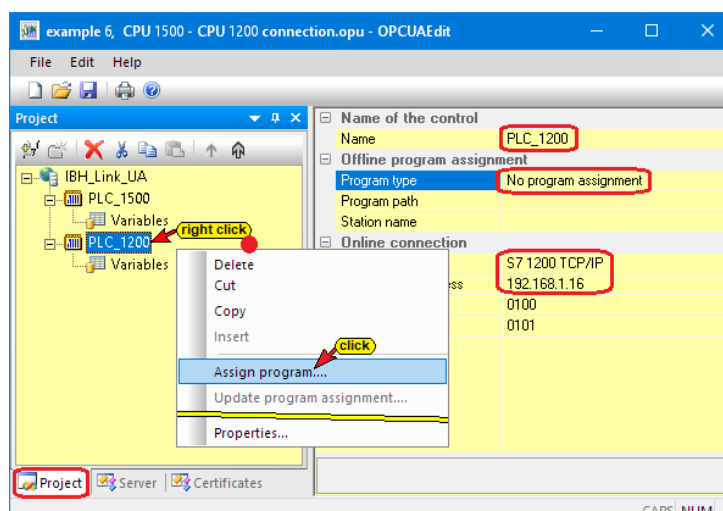 example 6, CPU 1500 - CPU 1200 connection.opu - OPCUAEdit
File Edit Help
Project
Name of the control
Name PLC_1200
Offline program assignment
Program type No program assignment
Program path
Station name
Online connection
S7 1200 TCP/IP
ess 192.168.1.16
0100
0101
IBH_Link_UA
PLC_1500
Variables
right click
PLC_1200
Variables
Delete
Cut
Copy
Insert
click
Assign program....
Update program assignment....
Properties...
Project Server Certificates
CAPS NUM